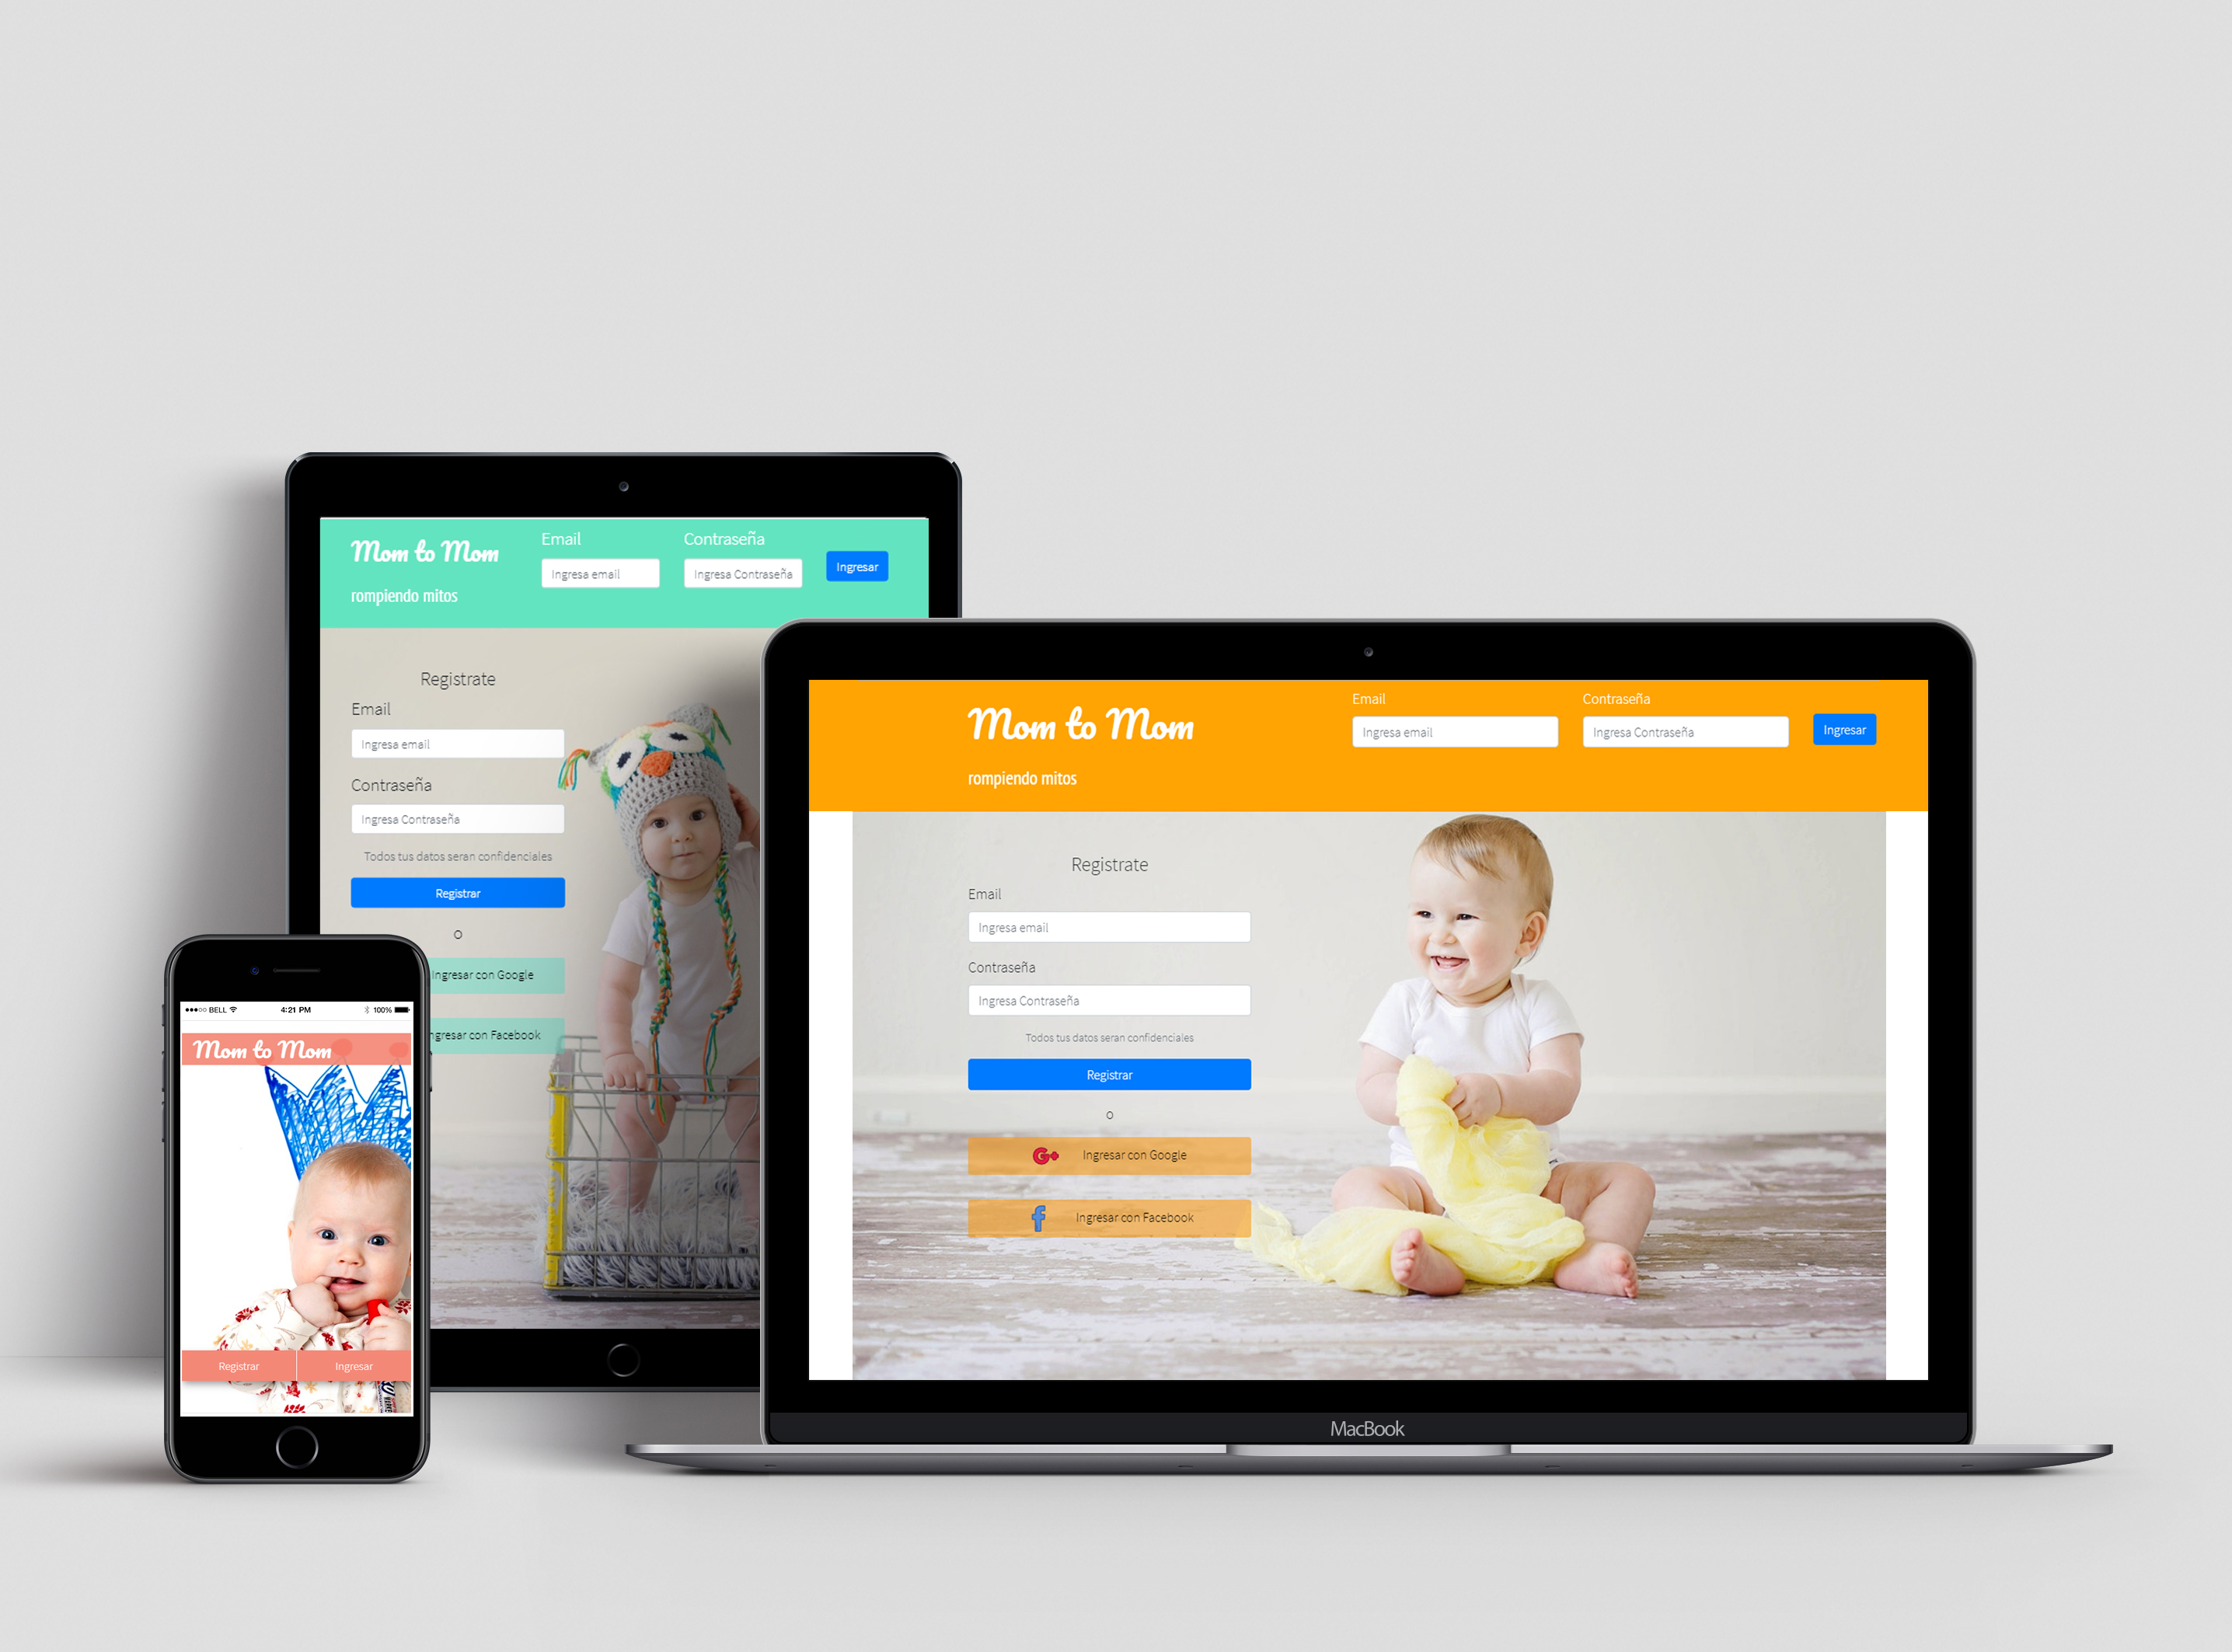 Mom to Mom
rompiendo mitos
Email
Ingresa email
Contraseña
Ingresa Contraseña
Ingresar
Registrate
Email
Ingresa email
Contraseña
Ingresa Contraseña
Todos tus datos seran confidenciales
Registrar
O
Ingresar con Google
ngresar con Facebook
●●●○○ BELL
4:21 PM
100%
Mom to Mom
Registrar
Ingresar
Mom to Mom
rompiendo mitos
Email
Ingresa email
Contraseña
Ingresa Contraseña
Ingresar
Registrate
Email
Ingresa email
Contraseña
Ingresa Contraseña
Todos tus datos seran confidenciales
Registrar
O
G+ Ingresar con Google
f Ingresar con Facebook
MacBook